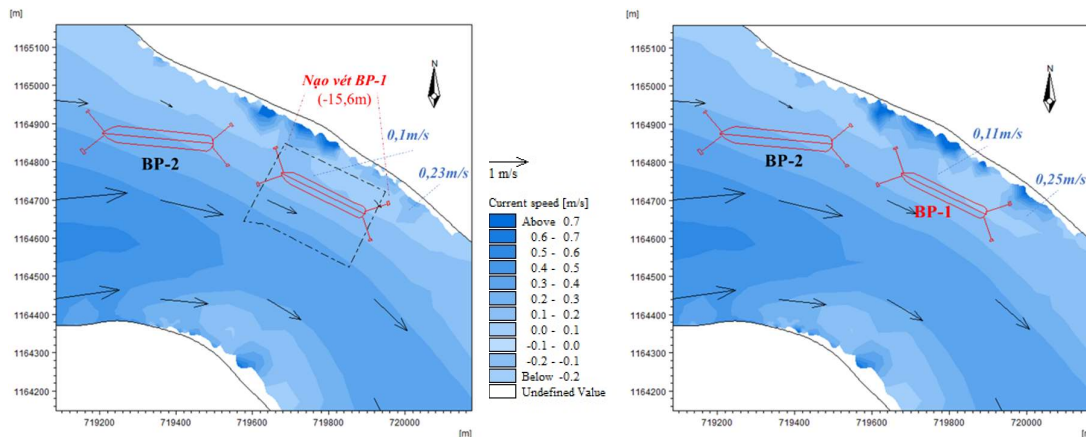 [m]
1165100
1165000
1164900
1164800
1164700
1164600
1164500
1164400
1164300
1164200
719200
719400
719600
719800
720000
[m]
Nạo vét BP-1
(-15,6m)
N
0,1m/s
0,23m/s
BP-2
1 m/s
Current speed [m/s]
Above 0.7
0.6 - 0.7
0.5 - 0.6
0.4 - 0.5
0.3 - 0.4
0.2 - 0.3
0.1 - 0.2
0.0 - 0.1
-0.1 - 0.0
-0.2 - -0.1
Below -0.2
Undefined Value
[m]
1165100
1165000
1164900
1164800
1164700
1164600
1164500
1164400
1164300
1164200
719200
719400
719600
719800
720000
[m]
N
0,11m/s
0,25m/s
BP-2
BP-1